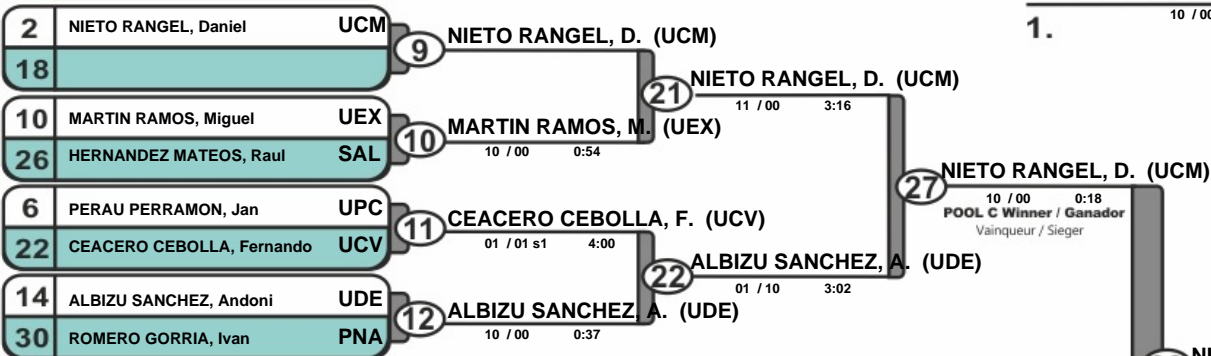 10 / 00
1.
2 NIETO RANGEL, Daniel UCM
18
9 NIETO RANGEL, D. (UCM)
10 MARTIN RAMOS, Miguel UEX
26 HERNANDEZ MATEOS, Raul SAL
10 MARTIN RAMOS, M. (UEX)
10 / 00 0:54
21 NIETO RANGEL, D. (UCM)
11 / 00 3:16
6 PERAU PERRAMON, Jan UPC
22 CEACERO CEBOLLA, Fernando UCV
11 CEACERO CEBOLLA, F. (UCV)
01 / 01 s1 4:00
14 ALBIZU SANCHEZ, Andoni UDE
30 ROMERO GORRIA, Ivan PNA
12 ALBIZU SANCHEZ, A. (UDE)
10 / 00 0:37
22 ALBIZU SANCHEZ, A. (UDE)
01 / 10 3:02
27 NIETO RANGEL, D. (UCM)
10 / 00 0:18
POOL C Winner / Ganador
Vainqueur / Sieger